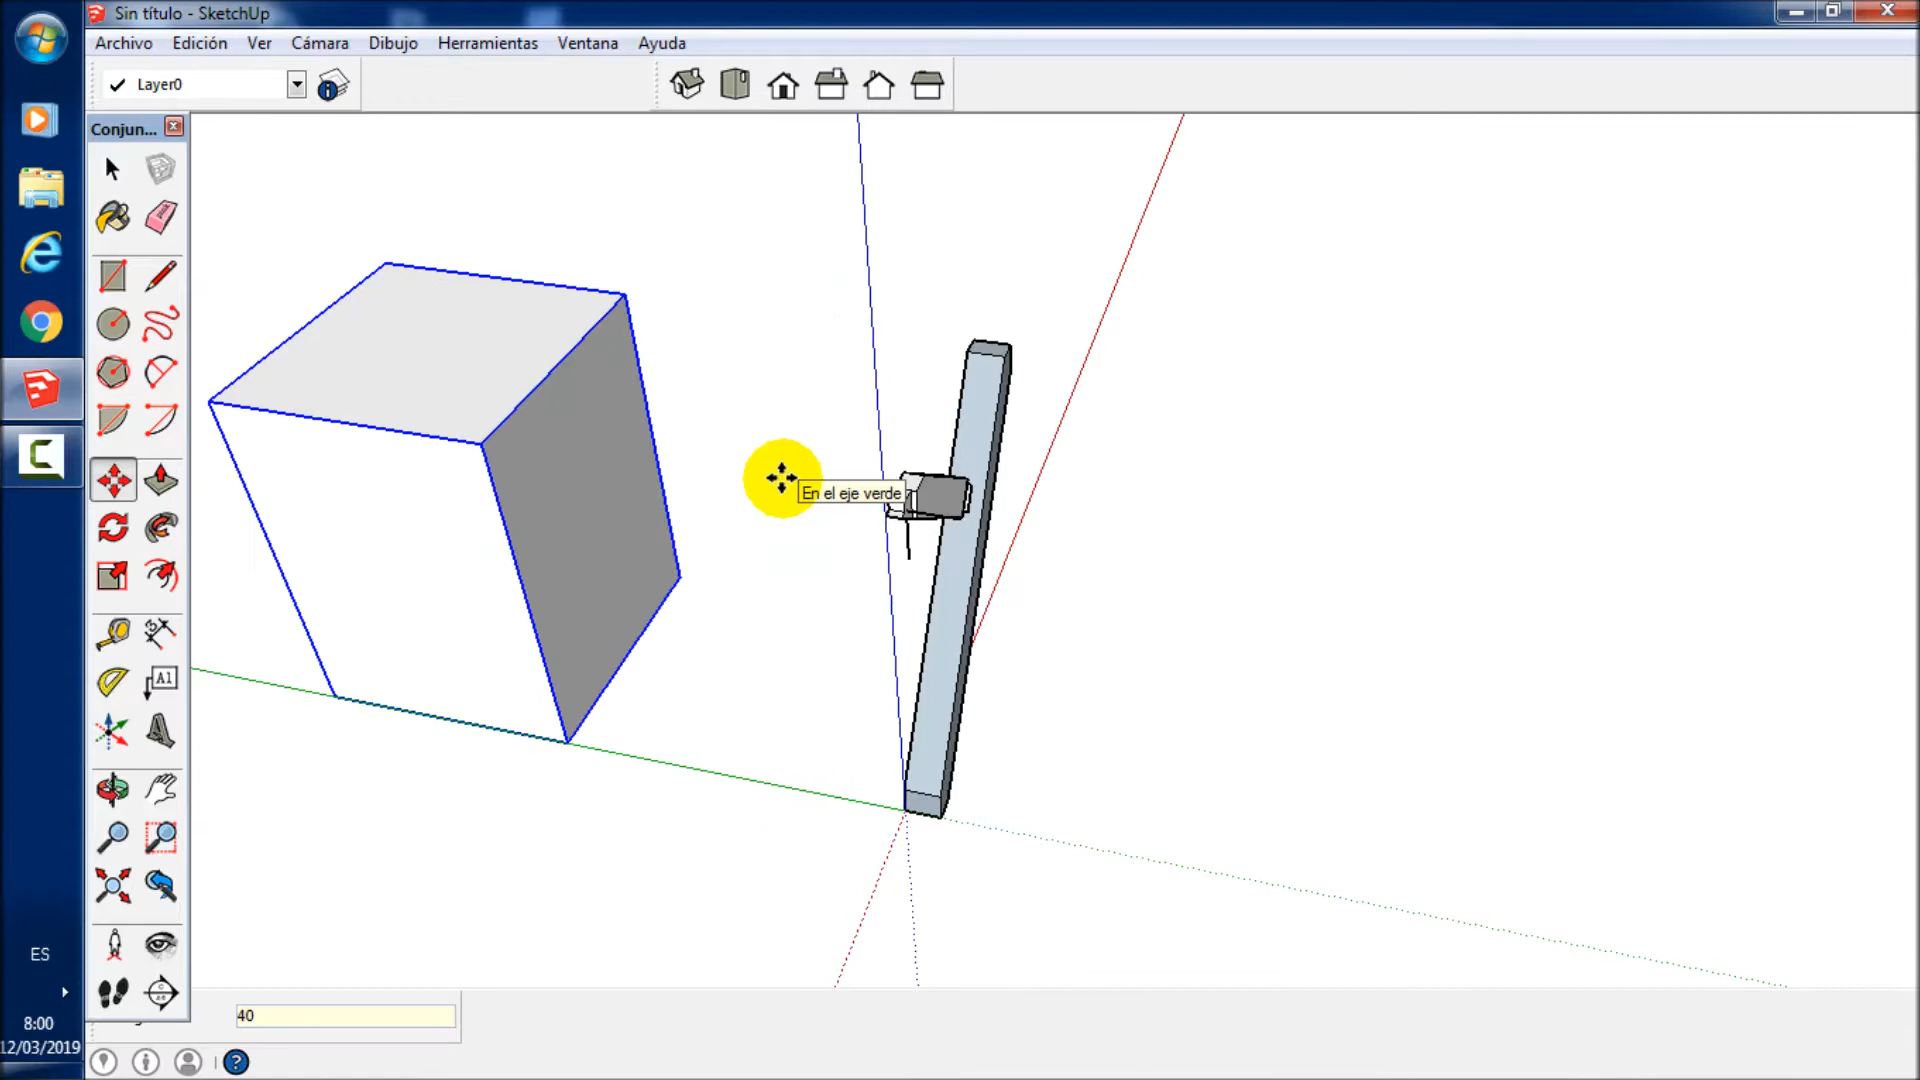 Sin título - SketchUp
Archivo Edición Ver Cámara Dibujo Herramientas Ventana Ayuda
Layer0
Conjun...
En el eje verde
A1
ES
8:00
12/03/2019
40
?